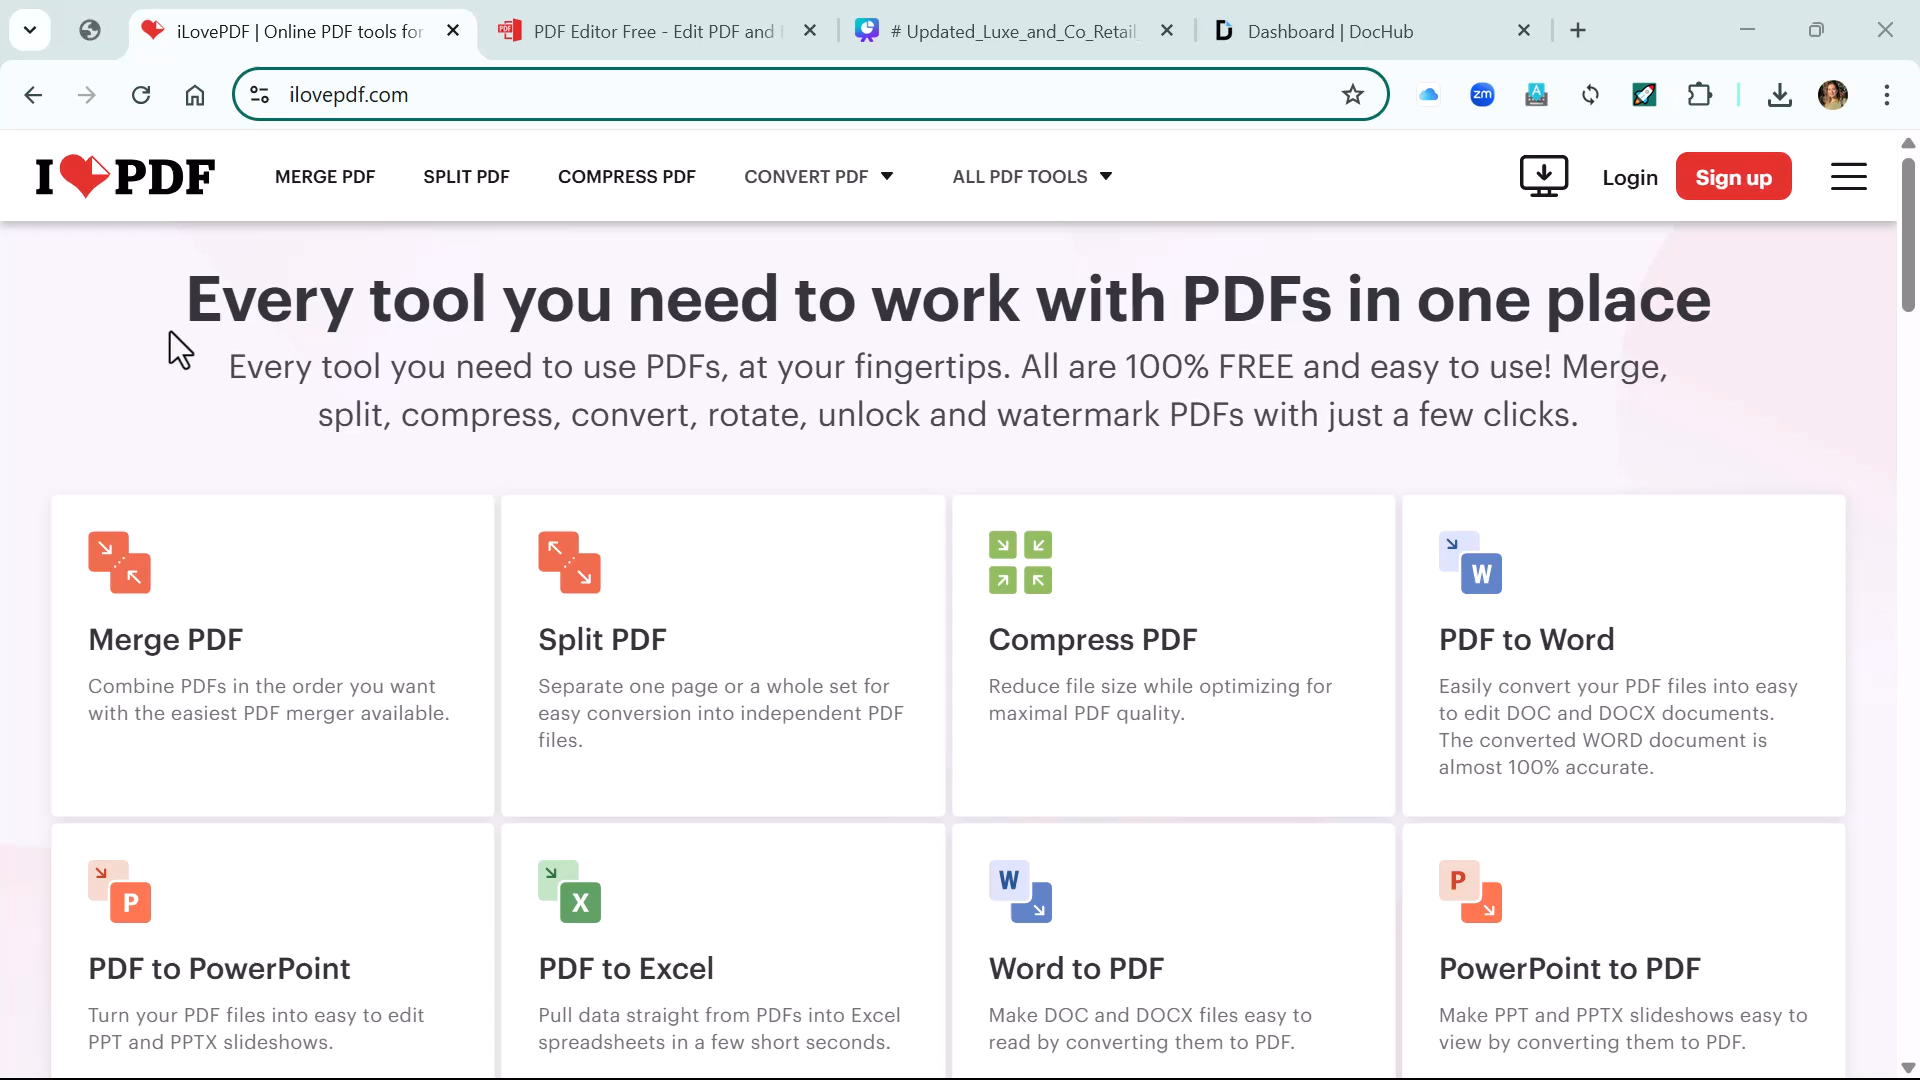 iLovePDF | Online PDF tools for
PDF Editor Free - Edit PDF and
# Updated_Luxe_and_Co_Retail_
Dashboard | DocHub
ilovepdf.com
zm
I PDF
MERGE PDF
SPLIT PDF
COMPRESS PDF
CONVERT PDF
ALL PDF TOOLS
Login
Sign up
Every tool you need to work with PDFs in one place
Every tool you need to use PDFs, at your fingertips. All are 100% FREE and easy to use! Merge,
split, compress, convert, rotate, unlock and watermark PDFs with just a few clicks.
Merge PDF
Combine PDFs in the order you want
with the easiest PDF merger available.
Split PDF
Separate one page or a whole set for
easy conversion into independent PDF
files.
Compress PDF
Reduce file size while optimizing for
maximal PDF quality.
W
PDF to Word
Easily convert your PDF files into easy
to edit DOC and DOCX documents.
The converted WORD document is
almost 100% accurate.
P
PDF to PowerPoint
Turn your PDF files into easy to edit
PPT and PPTX slideshows.
X
PDF to Excel
Pull data straight from PDFs into Excel
spreadsheets in a few short seconds.
W
Word to PDF
Make DOC and DOCX files easy to
read by converting them to PDF.
P
PowerPoint to PDF
Make PPT and PPTX slideshows easy to
view by converting them to PDF.